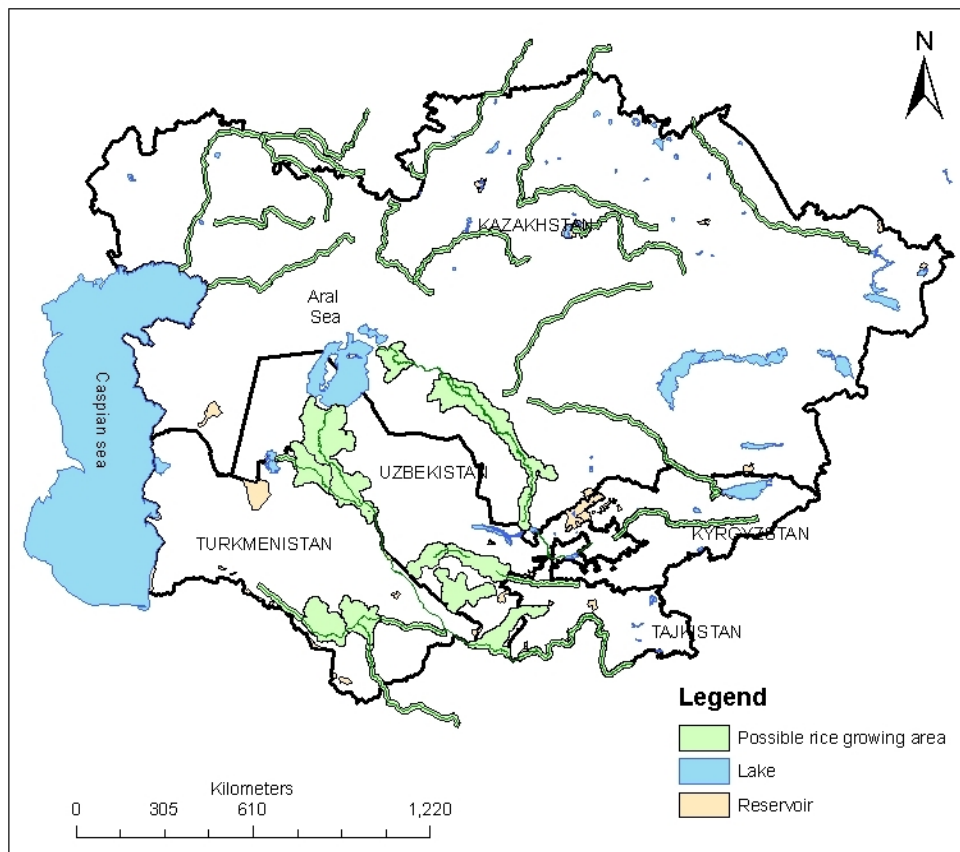 N
KAZAKHSTAN
Aral
Sea
Caspian sea
UZBEKISTAN
TURKMENISTAN
KYRGYZSTAN
TAJKISTAN
Legend
Possible rice growing area
Lake
Reservoir
Kilometers
0 305 610 1,220